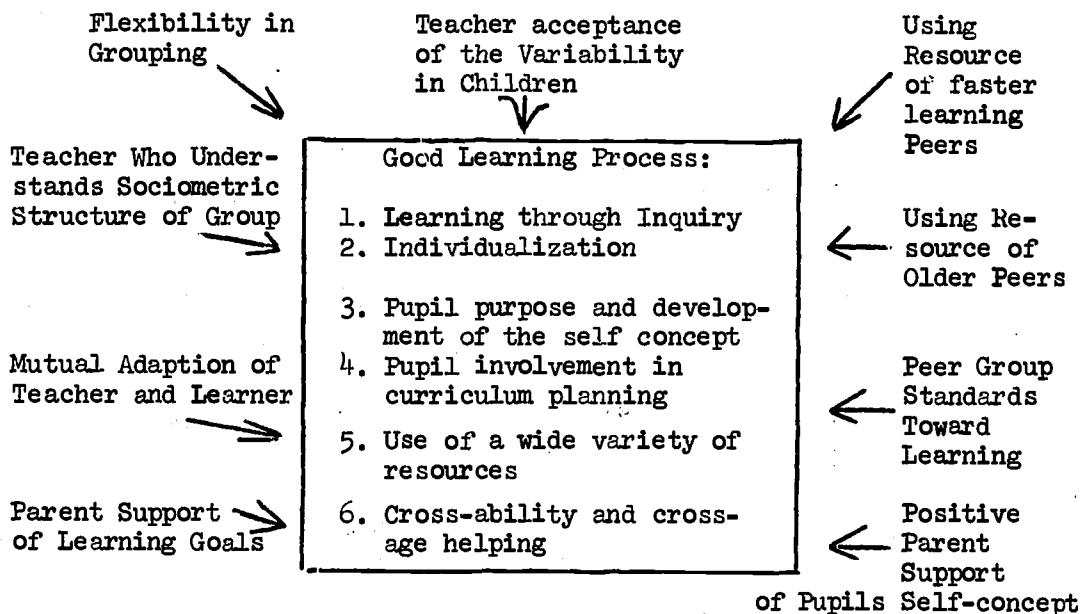 Flexibility in
Grouping
Teacher acceptance
of the Variability
in Children
Using
Resource
of faster
learning
Peers
Teacher Who Under-
stands Sociometric
Structure of Group
Mutual Adaption of
Teacher and Learner
Parent Support
of Learning Goals
Good Learning Process:
1. Learning through Inquiry
2. Individualization
3. Pupil purpose and develop-
ment of the self concept
4. Pupil involvement in
curriculum planning
5. Use of a wide variety of
resources
6. Cross-ability and cross-
age helping
Using Re-
source of
Older Peers
Peer Group
Standards
Toward
Learning
Positive
Parent
Support
of Pupils Self-concept